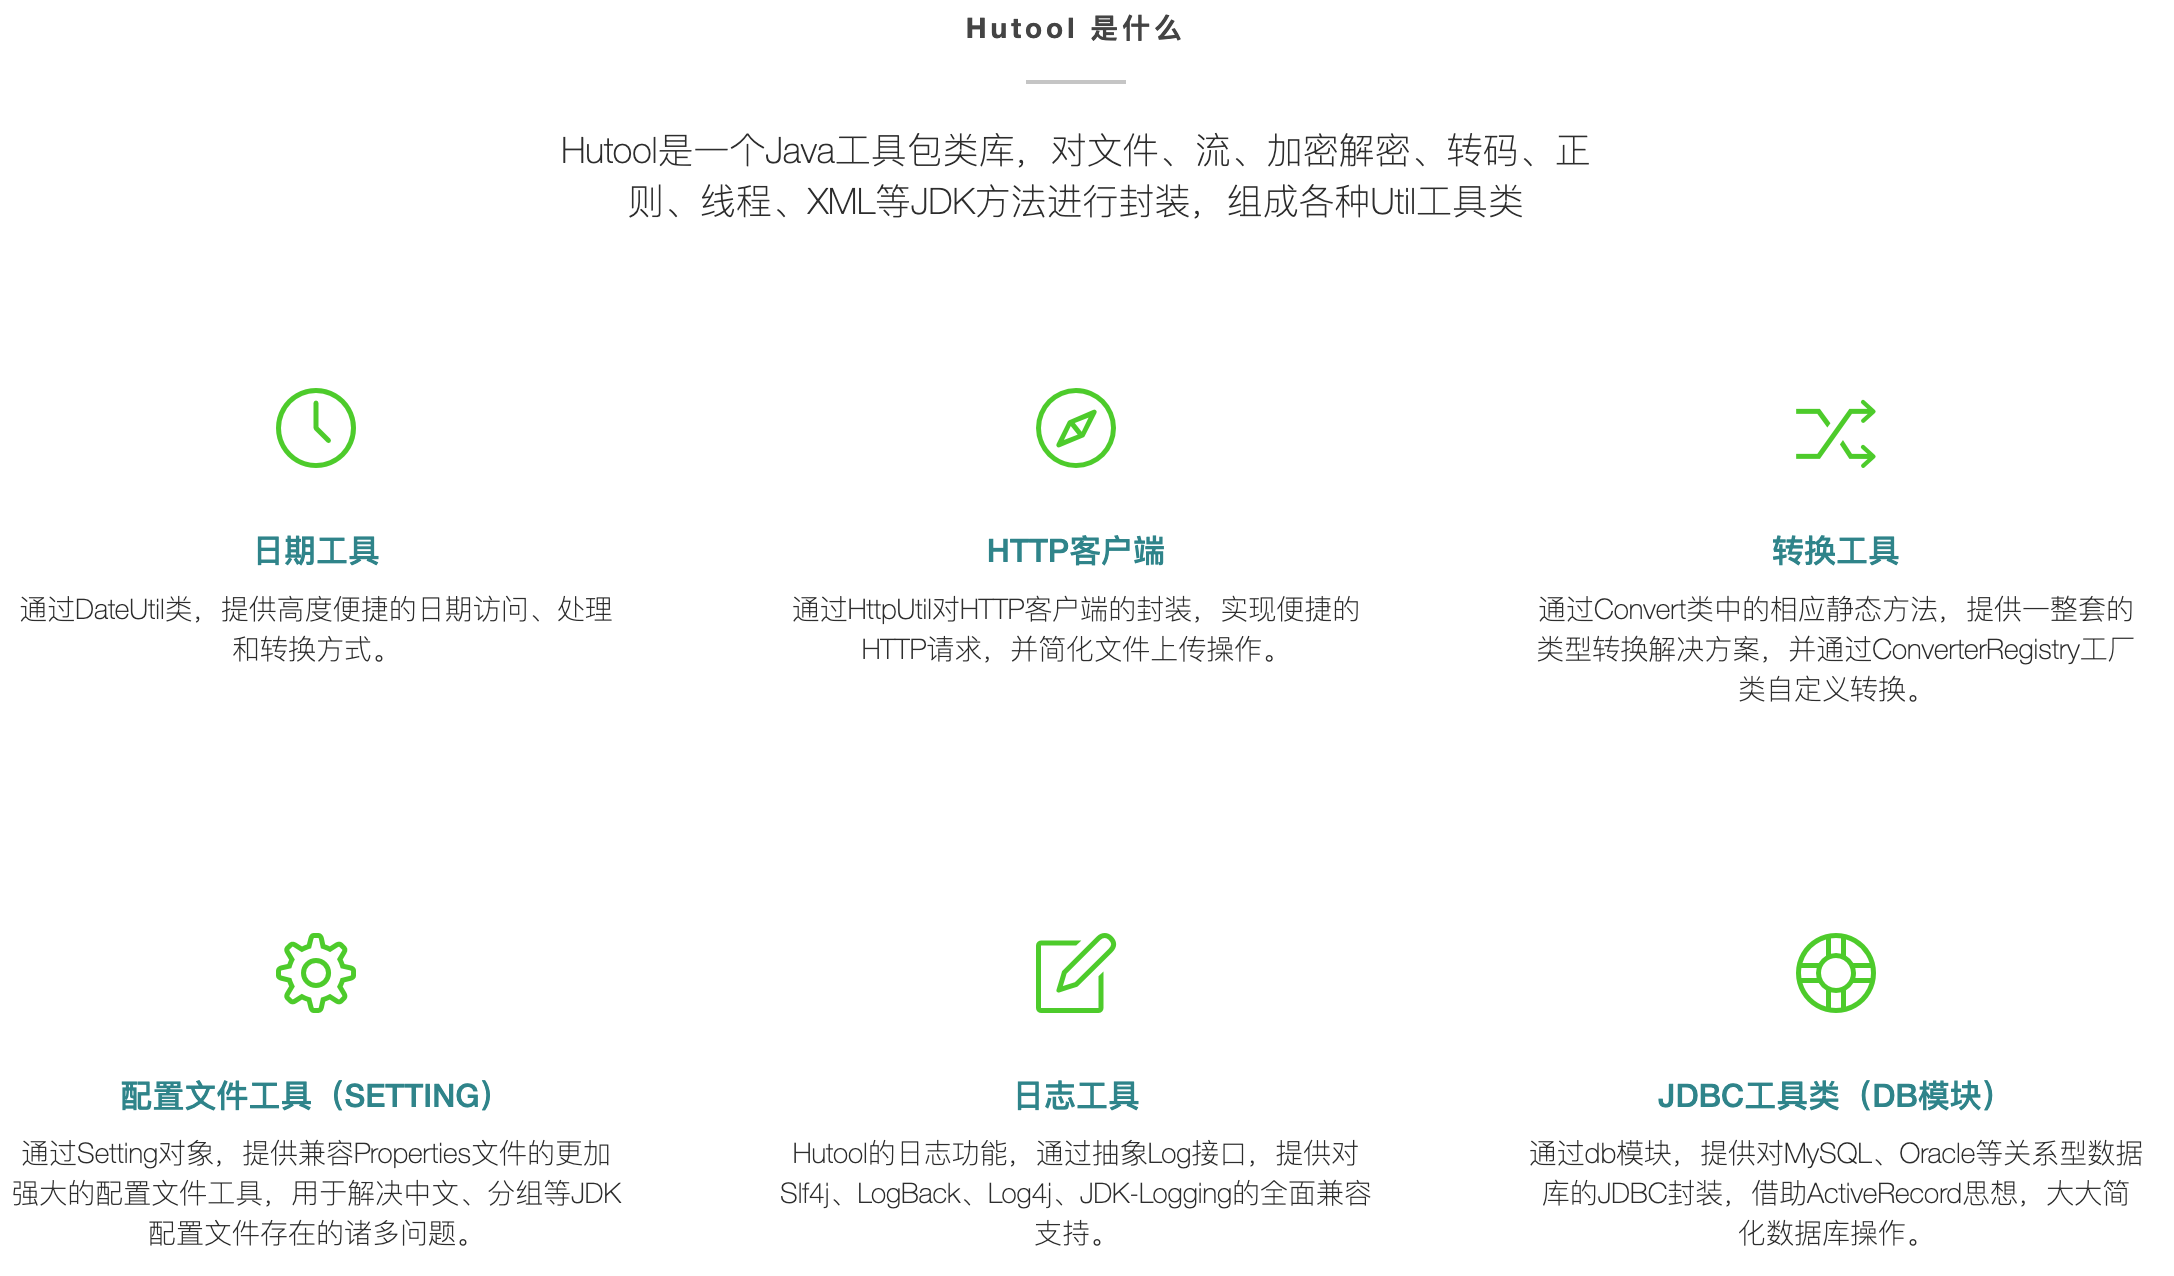 Hutool 是什么
Hutool是一个Java工具包类库，对文件、流、加密解密、转码、正
则、线程、XML等JDK方法进行封装，组成各种Util工具类
日期工具
通过DateUtil类，提供高度便捷的日期访问、处理
和转换方式。
HTTP客户端
通过HttpUtil对HTTP客户端的封装，实现便捷的
HTTP请求，并简化文件上传操作。
转换工具
通过Convert类中的相应静态方法，提供一整套的
类型转换解决方案，并通过ConverterRegistry工厂
类自定义转换。
配置文件工具（SETTING）
通过Setting对象，提供兼容Properties文件的更加
强大的配置文件工具，用于解决中文、分组等JDK
配置文件存在的诸多问题。
日志工具
Hutool的日志功能，通过抽象Log接口，提供对
Slf4j、LogBack、Log4j、JDK-Logging的全面兼容
支持。
JDBC工具类（DB模块）
通过db模块，提供对MySQL、Oracle等关系型数据
库的JDBC封装，借助ActiveRecord思想，大大简
化数据库操作。